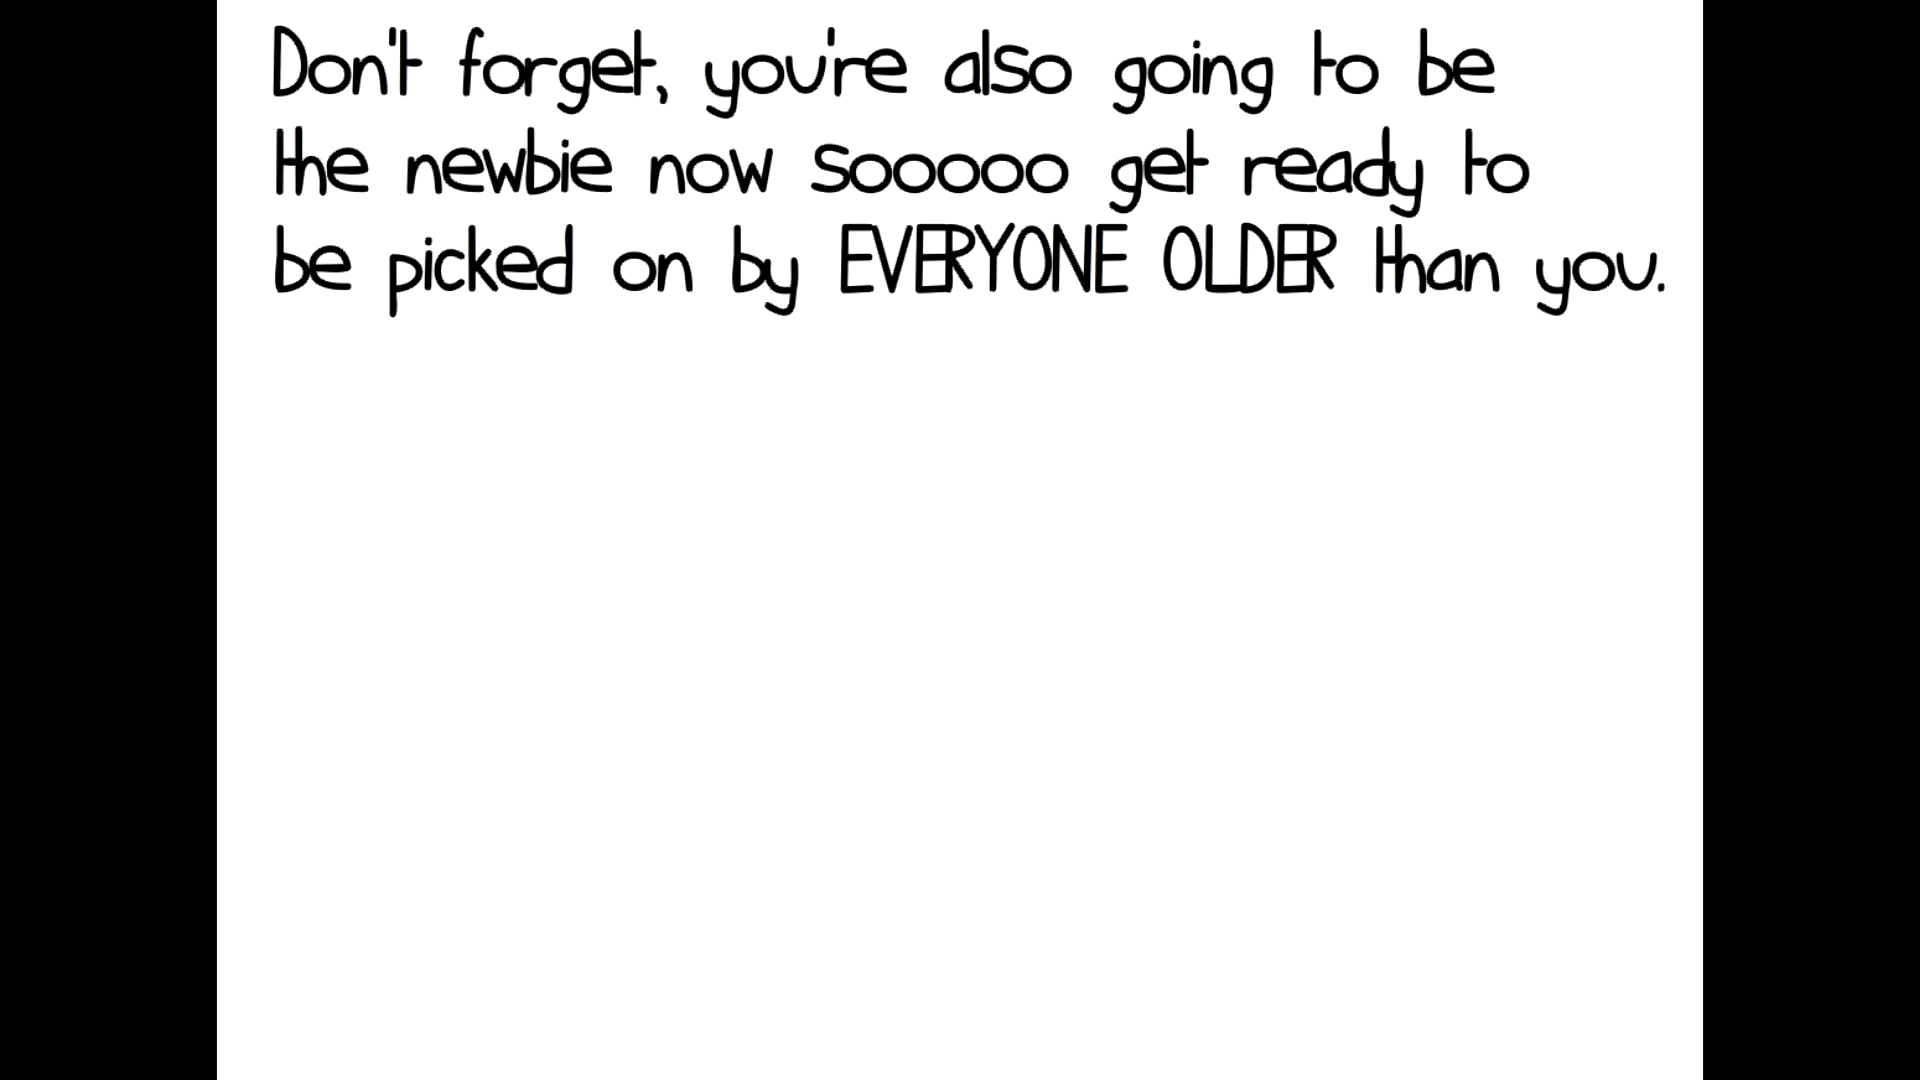 Don't forget, you're also going to be
the newbie now sooooo get ready to
be picked on by EVERYONE OLDER than you.